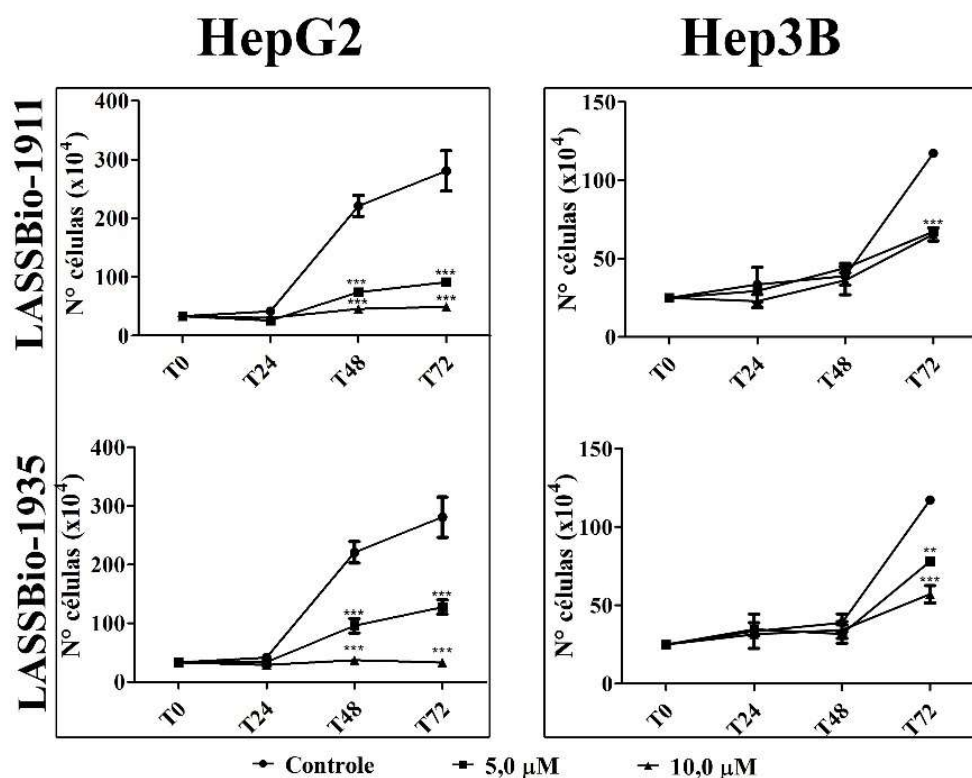 HepG2
Hep3B
LASSBio-1911
N° células (x10⁴)
400
300
200
100
0
***
***
***
***
T0
T24
T48
T72
N° células (x10⁴)
150
100
50
0
***
T0
T24
T48
T72
LASSBio-1935
N° células (x10⁴)
400
300
200
100
0
***
***
***
***
T0
T24
T48
T72
N° células (x10⁴)
150
100
50
0
**
***
T0
T24
T48
T72
Controle
5,0 µM
10,0 µM